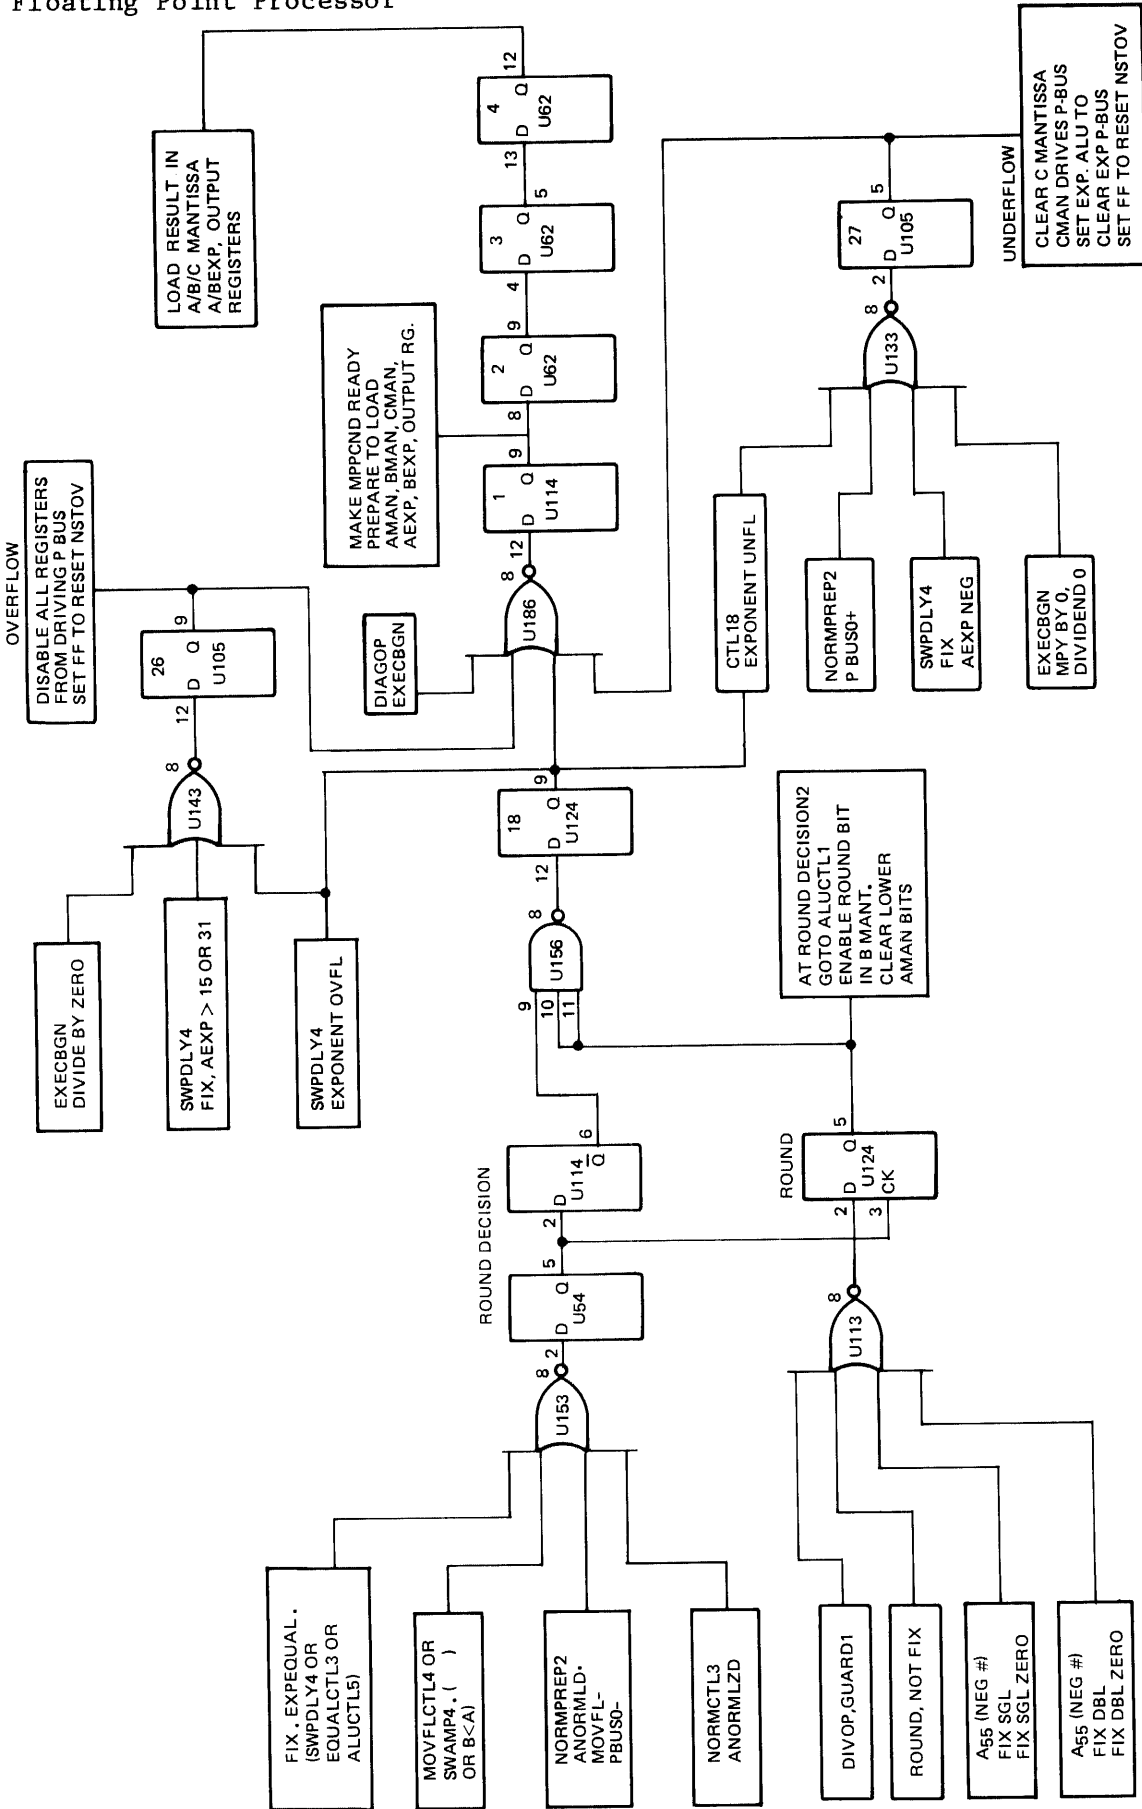 Floating Point Processor
OVERFLOW
DISABLE ALL REGISTERS
FROM DRIVING P BUS
SET FF TO RESET NSTOV
EXECBGN
DIVIDE BY ZERO
SWPDLY4
FIX, AEXP > 15 OR 31
SWPDLY4
EXPONENT OVFL
U143
8
12
26
D Q
U105
9
LOAD RESULT IN
A/B/C MANTISSA
A/BEXP, OUTPUT
REGISTERS
MAKE MPPCND READY
PREPARE TO LOAD
AMAN, BMAN, CMAN,
AEXP, BEXP, OUTPUT RG.
DIAGOP
EXECBGN
U186
8
12
1
D Q
U114
9
8
2
D Q
U62
9
4
3
D Q
U62
5
13
4
D Q
U62
12
ROUND DECISION
FIX . EXPEQUAL .
(SWPDLY4 OR
EQUALCTL3 OR
ALUCTL5)
MOVFLCTL4 OR
SWAMP4 . ( )
OR B<A)
NORMPREP2
ANORMLD.
MOVFL-
PBUS0-
NORMCTL3
ANORMLZD
U153
8
2
D Q
U54
5
2
D
U114
Q
6
9
10
11
U156
8
12
18
D Q
U124
9
CTL18
EXPONENT UNFL
DIVOP,GUARD1
ROUND, NOT FIX
A55 (NEG #)
FIX SGL
FIX SGL ZERO
A55 (NEG #)
FIX DBL
FIX DBL ZERO
U113
8
ROUND
2
3
D Q
U124
CK
5
AT ROUND DECISION2
GOTO ALUCTL1
ENABLE ROUND BIT
IN B MANT.
CLEAR LOWER
AMAN BITS
NORMPREP2
P BUS0+
SWPDLY4
FIX
AEXP NEG
EXECBGN
MPY BY 0,
DIVIDEND 0
U133
8
2
27
D Q
U105
5
UNDERFLOW
CLEAR C MANTISSA
CMAN DRIVES P-BUS
SET EXP. ALU TO
CLEAR EXP P-BUS
SET FF TO RESET NSTOV